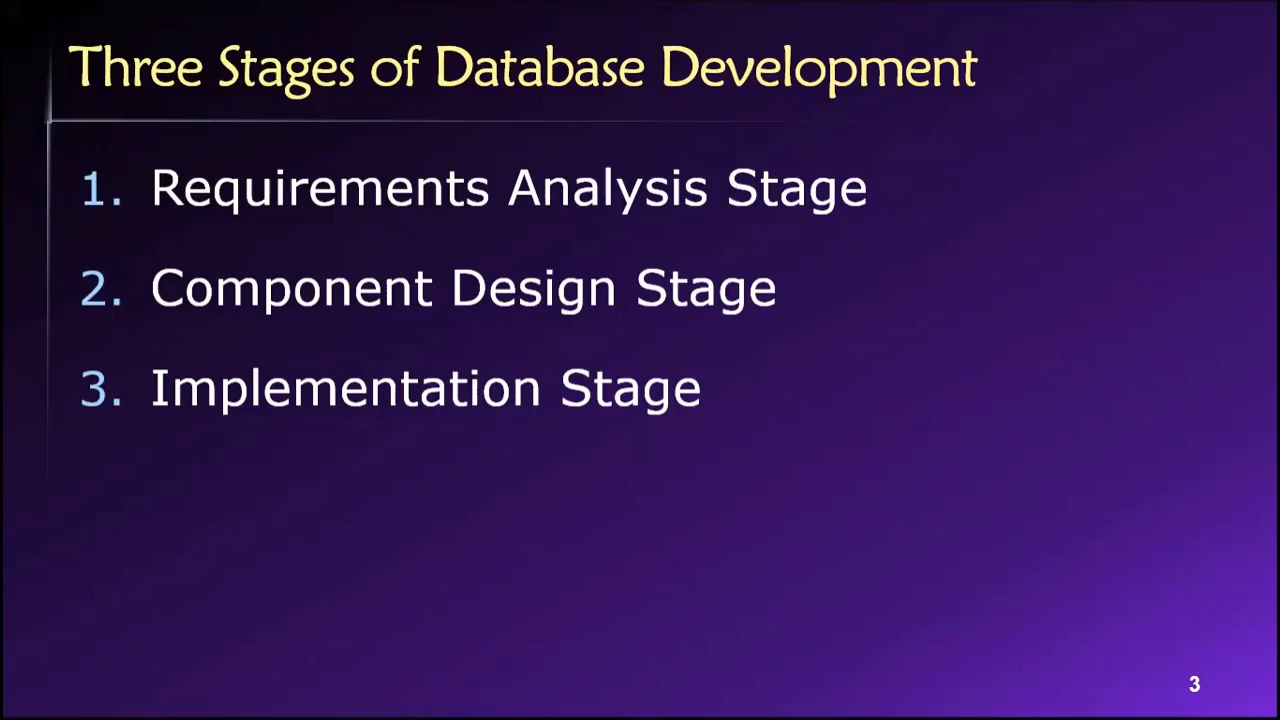 Three Stages of Database Development
1. Requirements Analysis Stage
2. Component Design Stage
3. Implementation Stage
3